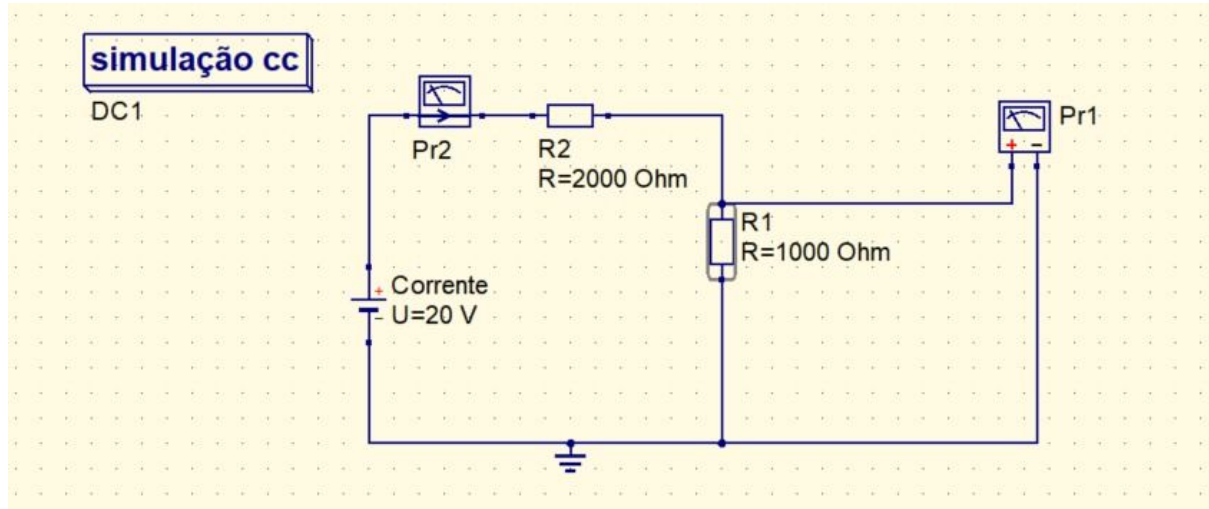 simulação cc
DC1
Pr2
R2
R=2000 Ohm
Pr1
+ –
R1
R=1000 Ohm
+ Corrente
– U=20 V